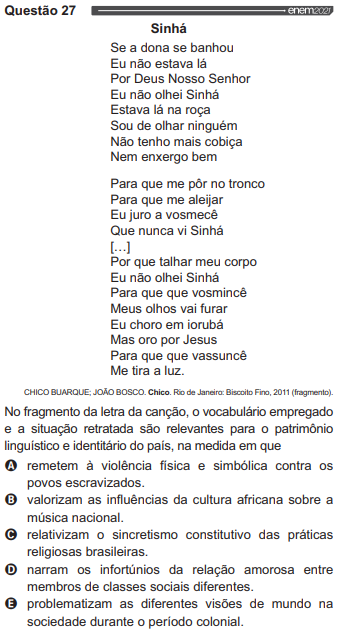 Questão 27
enem2021
Sinhá
Se a dona se banhou
Eu não estava lá
Por Deus Nosso Senhor
Eu não olhei Sinhá
Estava lá na roça
Sou de olhar ninguém
Não tenho mais cobiça
Nem enxergo bem
Para que me pôr no tronco
Para que me aleijar
Eu juro a vosmecê
Que nunca vi Sinhá
[…]
Por que talhar meu corpo
Eu não olhei Sinhá
Para que que vosmincê
Meus olhos vai furar
Eu choro em iorubá
Mas oro por Jesus
Para que que vassuncê
Me tira a luz.
CHICO BUARQUE; JOÃO BOSCO. Chico. Rio de Janeiro: Biscoito Fino, 2011 (fragmento).
No fragmento da letra da canção, o vocabulário empregado
e a situação retratada são relevantes para o patrimônio
linguístico e identitário do país, na medida em que
A remetem à violência física e simbólica contra os
povos escravizados.
B valorizam as influências da cultura africana sobre a
música nacional.
C relativizam o sincretismo constitutivo das práticas
religiosas brasileiras.
D narram os infortúnios da relação amorosa entre
membros de classes sociais diferentes.
E problematizam as diferentes visões de mundo na
sociedade durante o período colonial.